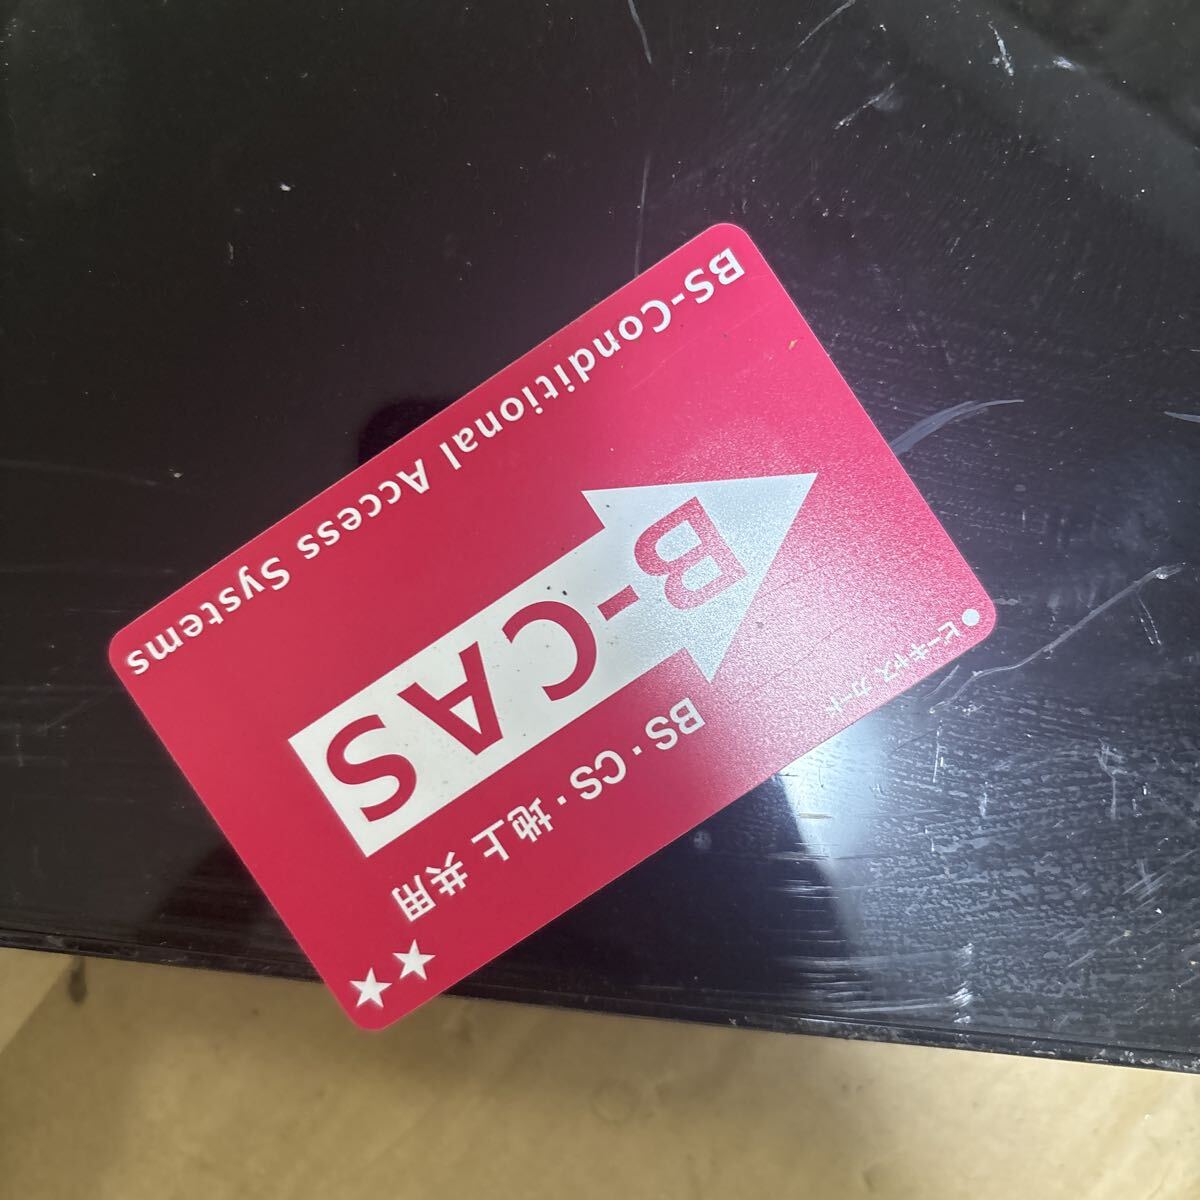 ●ビーキャス カード
BS・CS・地上 共用
★★
B-CAS
BS-Conditional Access Systems